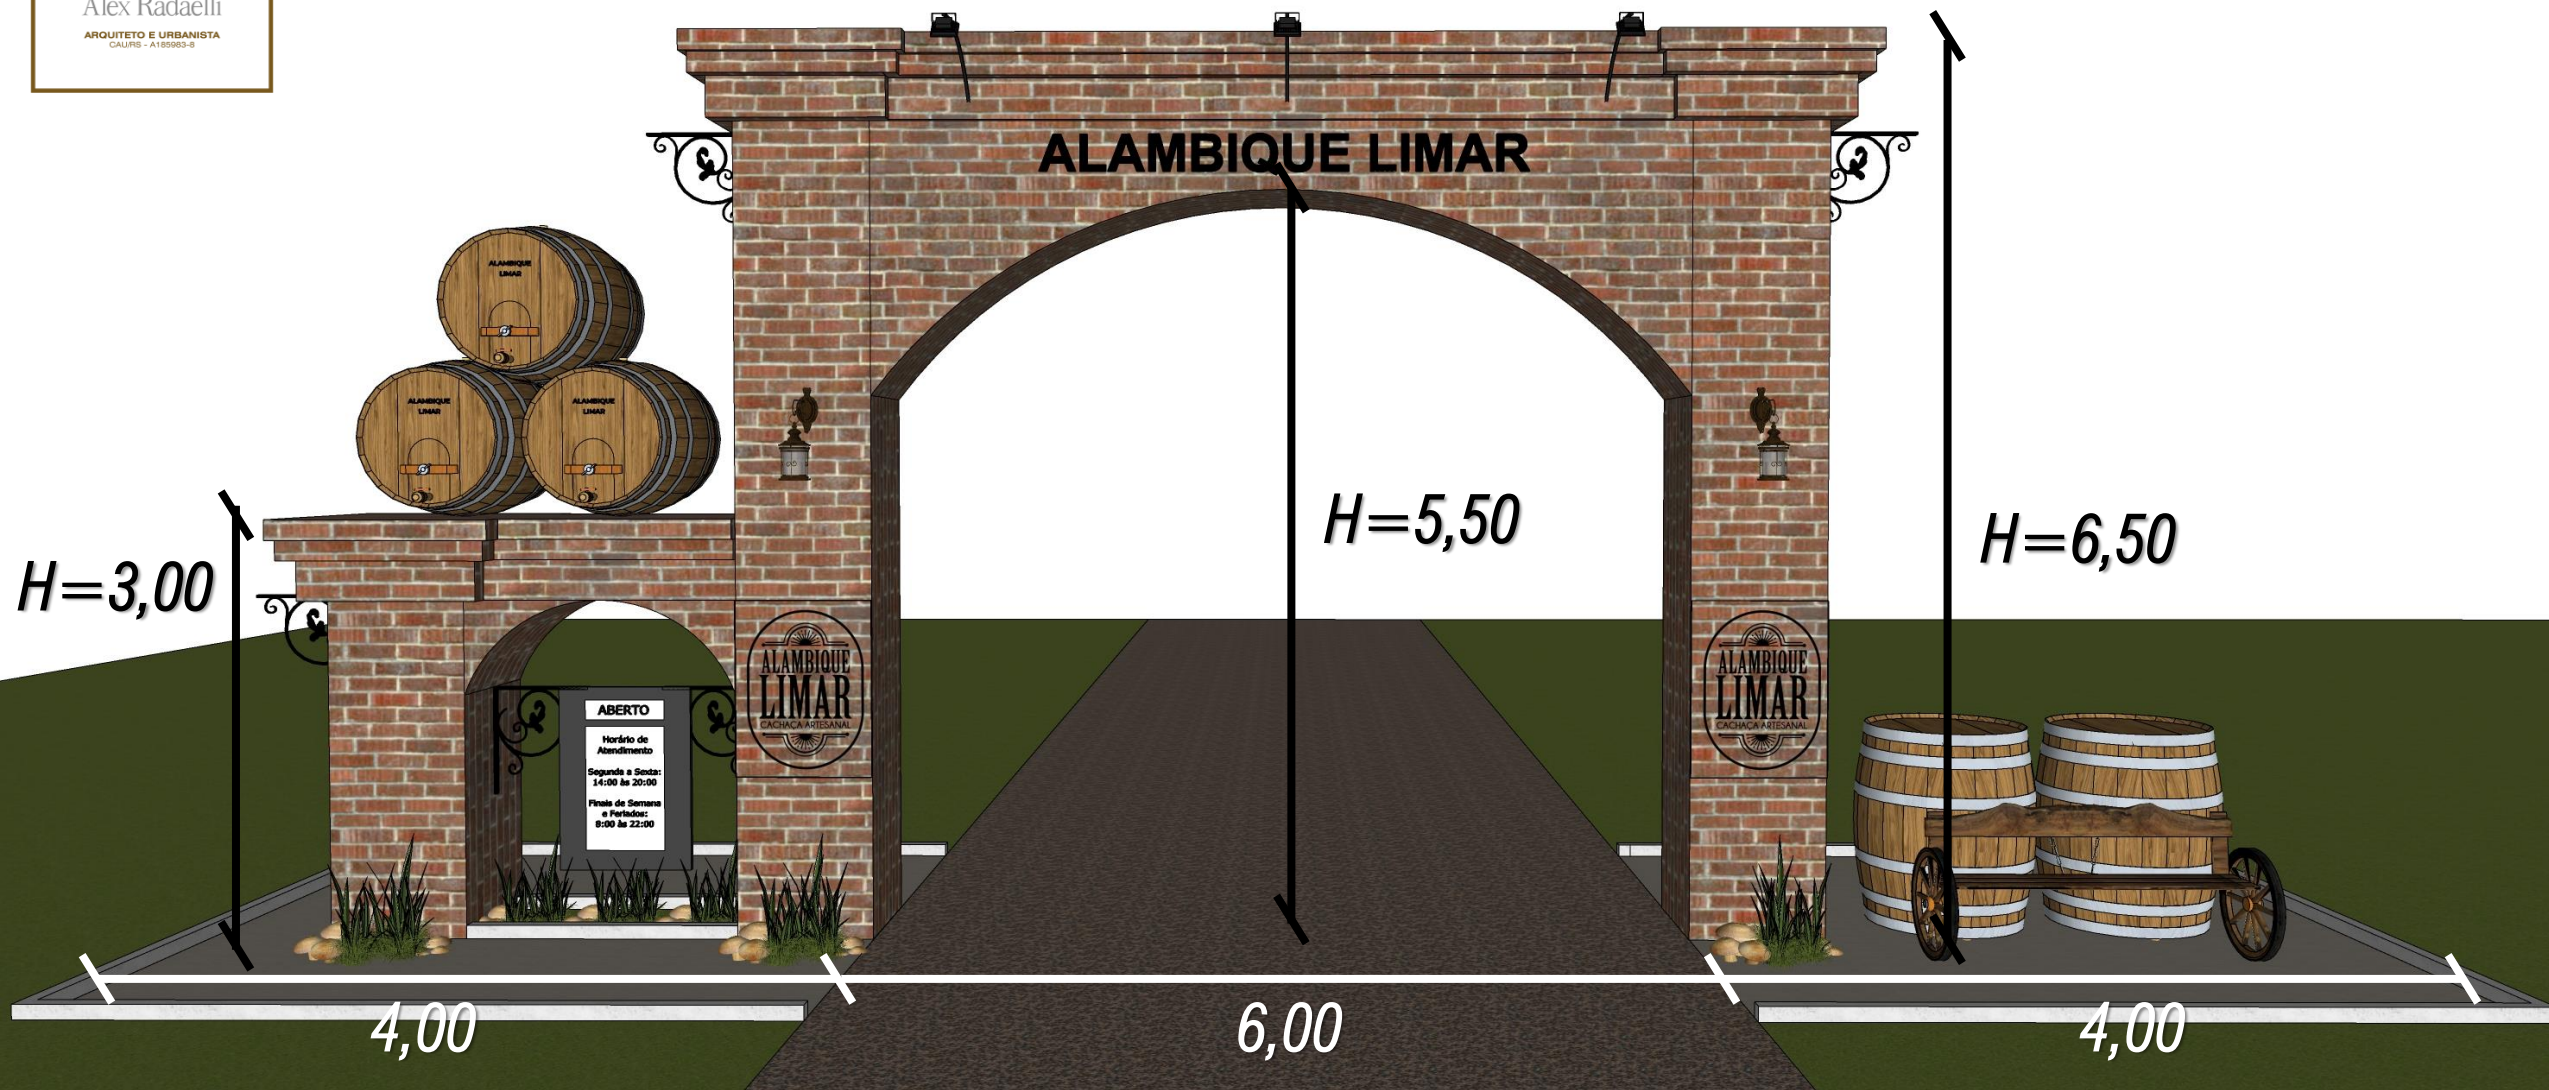 Alex Radaelli
ARQUITETO E URBANISTA
CAU/RS - A185983-8
ALAMBIQUE LIMAR
ALAMBIQUE
LIMAR
ALAMBIQUE
LIMAR
ALAMBIQUE
LIMAR
H=5,50
H=6,50
H=3,00
ALAMBIQUE
LIMAR
CACHAÇA ARTESANAL
ALAMBIQUE
LIMAR
CACHAÇA ARTESANAL
ABERTO
Horário de
Atendimento
Segunda a Sexta:
14:00 às 20:00
Finais de Semana
e Feriados:
8:00 às 22:00
4,00
6,00
4,00